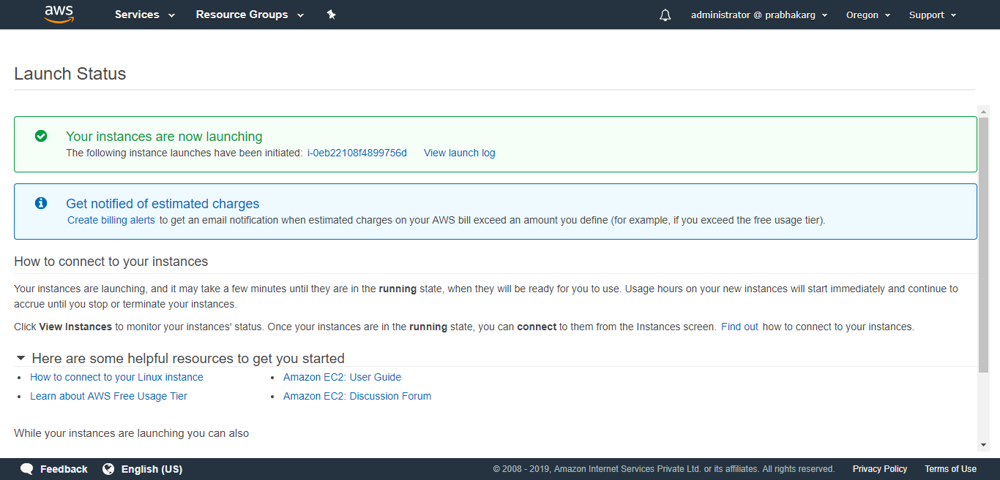 aws Services Resource Groups administrator @ prabhakarg Oregon Support
Launch Status
Your instances are now launching
The following instance launches have been initiated: i-0eb22108f4899756d View launch log
Get notified of estimated charges
Create billing alerts to get an email notification when estimated charges on your AWS bill exceed an amount you define (for example, if you exceed the free usage tier).
How to connect to your instances
Your instances are launching, and it may take a few minutes until they are in the running state, when they will be ready for you to use. Usage hours on your new instances will start immediately and continue to
accrue until you stop or terminate your instances.
Click View Instances to monitor your instances' status. Once your instances are in the running state, you can connect to them from the Instances screen. Find out how to connect to your instances.
Here are some helpful resources to get you started
How to connect to your Linux instance
Learn about AWS Free Usage Tier
Amazon EC2: User Guide
Amazon EC2: Discussion Forum
While your instances are launching you can also
Feedback English (US) © 2008 - 2019, Amazon Internet Services Private Ltd. or its affiliates. All rights reserved. Privacy Policy Terms of Use